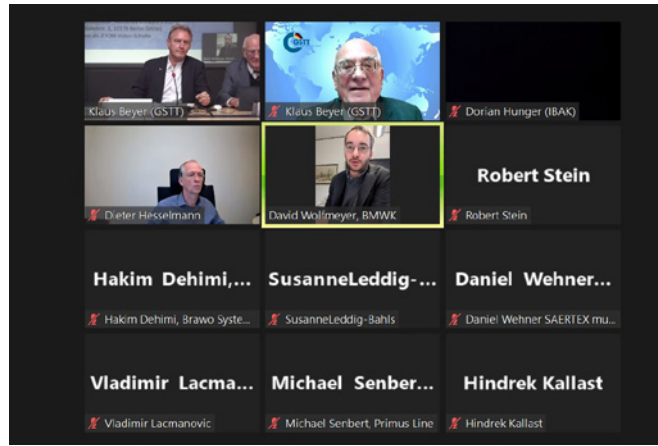 Klaus Beyer (GSTT)
GSTT
Klaus Beyer (GSTT)
Dorian Hunger (IBAK)
Dieter Hesselmann
David Wolfmeyer, BMWK
Robert Stein
Robert Stein
Hakim Dehimi,...
SusanneLeddig-...
Daniel Wehner...
Hakim Dehimi, Brawo Syste...
SusanneLeddig-Bahls
Daniel Wehner SAERTEX mu...
Vladimir Lacma...
Michael Senber...
Hindrek Kallast
Vladimir Lacmanovic
Michael Senbert, Primus Line
Hindrek Kallast